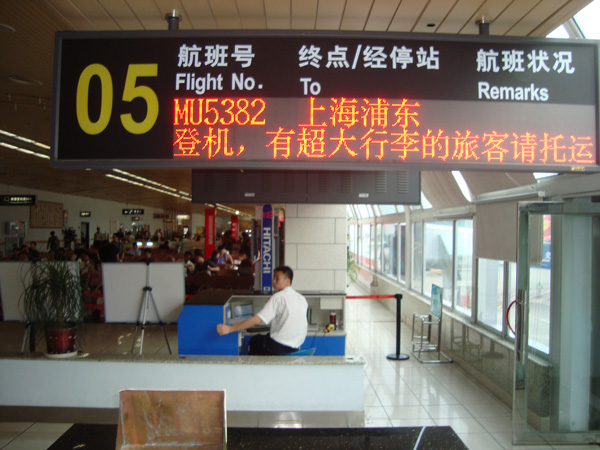 05
航班号 终点/经停站 航班状况
Flight No. To Remarks
MU5382 上海浦东
登机，有超大行李的旅客请托运
HITACHI